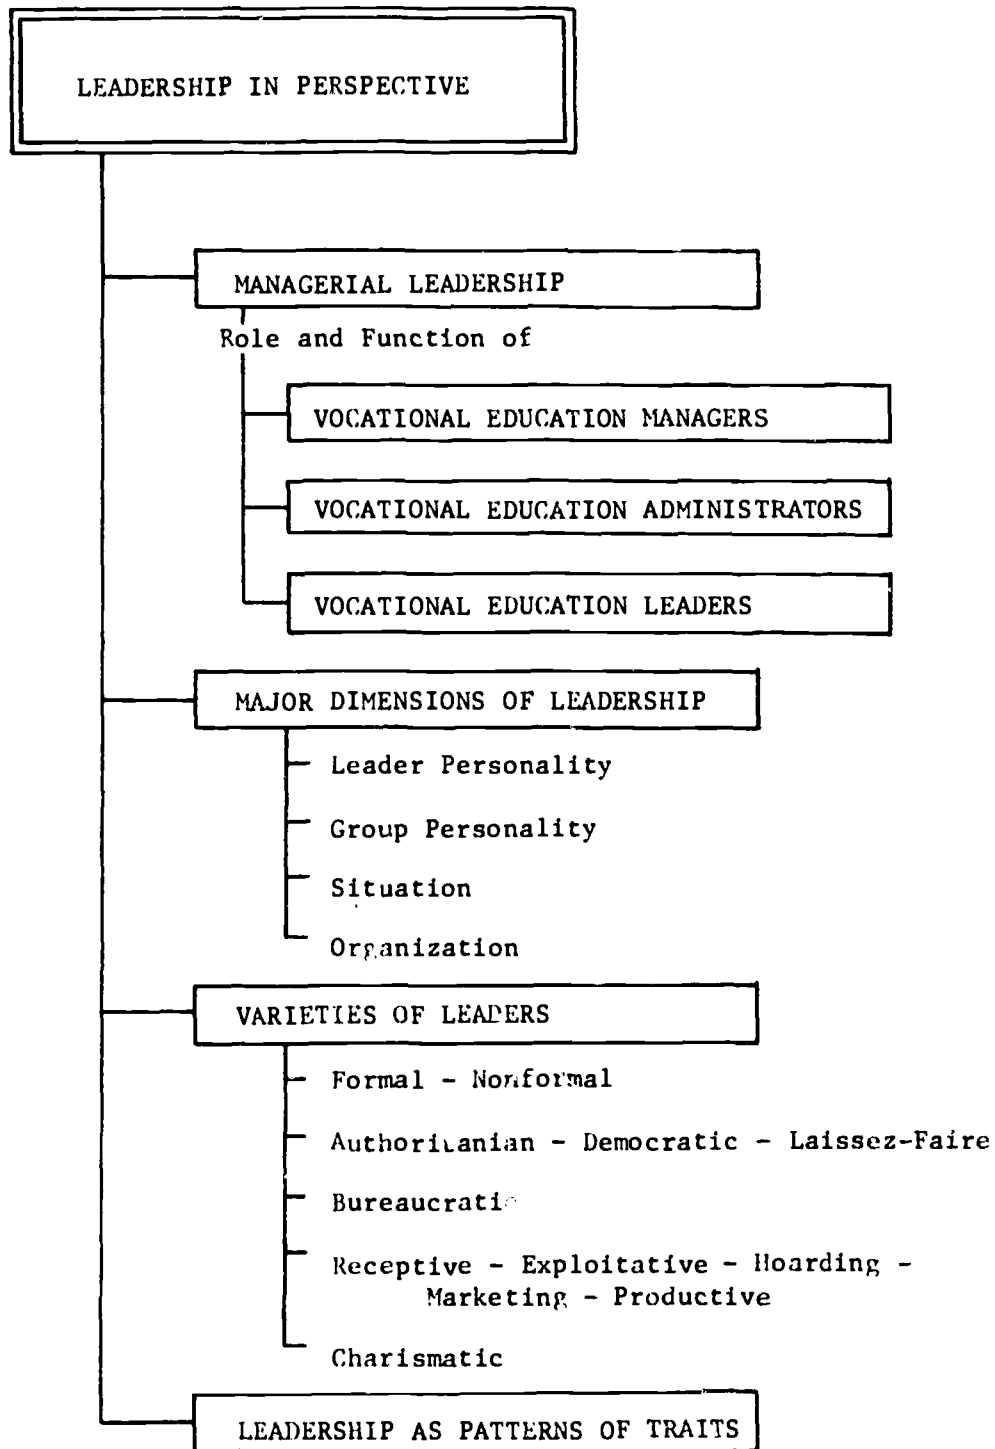 LEADERSHIP IN PERSPECTIVE
MANAGERIAL LEADERSHIP
Role and Function of
VOCATIONAL EDUCATION MANAGERS
VOCATIONAL EDUCATION ADMINISTRATORS
VOCATIONAL EDUCATION LEADERS
MAJOR DIMENSIONS OF LEADERSHIP
Leader Personality
Group Personality
Situation
Organization
VARIETIES OF LEADERS
Formal - Nonformal
Authoritanian - Democratic - Laissez-Faire
Bureaucratic
Receptive - Exploitative - Hoarding -
Marketing - Productive
Charismatic
LEADERSHIP AS PATTERNS OF TRAITS